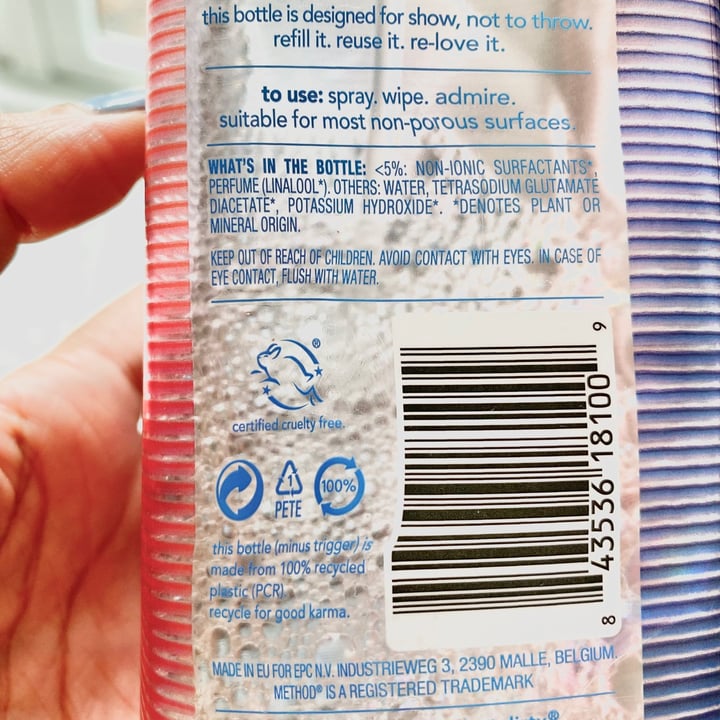 this bottle is designed for show, not to throw.
refill it. reuse it. re-love it.
to use: spray. wipe. admire.
suitable for most non-porous surfaces.
WHAT'S IN THE BOTTLE: <5%: NON-IONIC SURFACTANTS*,
PERFUME (LINALOOL*). OTHERS: WATER, TETRASODIUM GLUTAMATE
DIACETATE*, POTASSIUM HYDROXIDE*. *DENOTES PLANT OR
MINERAL ORIGIN.
KEEP OUT OF REACH OF CHILDREN. AVOID CONTACT WITH EYES. IN CASE OF
EYE CONTACT, FLUSH WITH WATER.
®
certified cruelty free.
1
PETE
100%
this bottle (minus trigger) is
made from 100% recycled
plastic (PCR).
recycle for good karma.
8 43536 18100 9
MADE IN EU FOR EPC N.V. INDUSTRIEWEG 3, 2390 MALLE, BELGIUM.
METHOD® IS A REGISTERED TRADEMARK